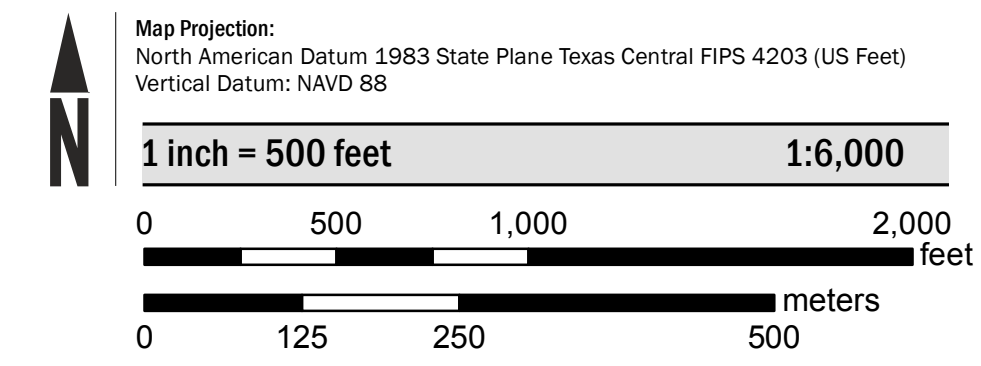 N
Map Projection:
North American Datum 1983 State Plane Texas Central FIPS 4203 (US Feet)
Vertical Datum: NAVD 88
1 inch = 500 feet 1:6,000
0 500 1,000 2,000
feet
meters
0 125 250 500